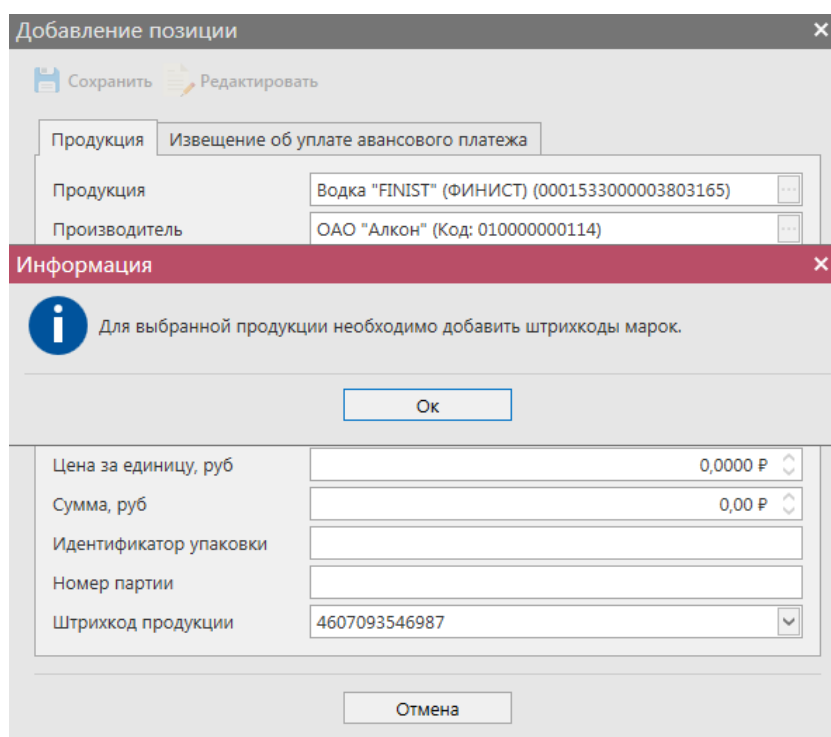 Добавление позиции
Сохранить Редактировать
Продукция Извещение об уплате авансового платежа
Продукция Водка "FINIST" (ФИНИСТ) (0001533000003803165)
Производитель ОАО "Алкон" (Код: 010000000114)
Информация
Для выбранной продукции необходимо добавить штрихкоды марок.
Ок
Цена за единицу, руб 0,0000 ₽
Сумма, руб 0,00 ₽
Идентификатор упаковки
Номер партии
Штрихкод продукции 4607093546987
Отмена